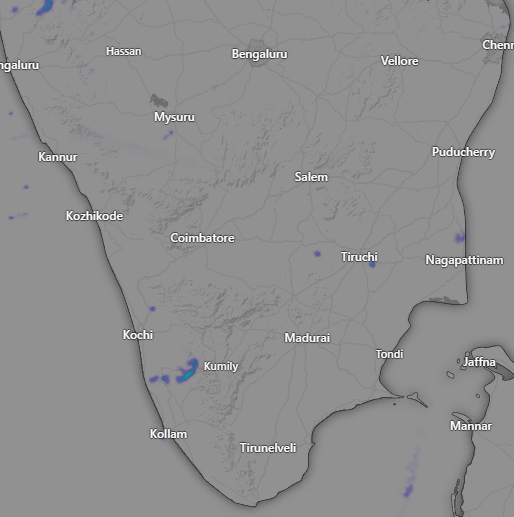 Hassan
Bengaluru
Chenn
Vellore
ngaluru
Mysuru
Kannur
Puducherry
Salem
Kozhikode
Coimbatore
Tiruchi
Nagapattinam
Kochi
Madurai
Tondi
Kumily
Jaffna
Mannar
Kollam
Tirunelveli